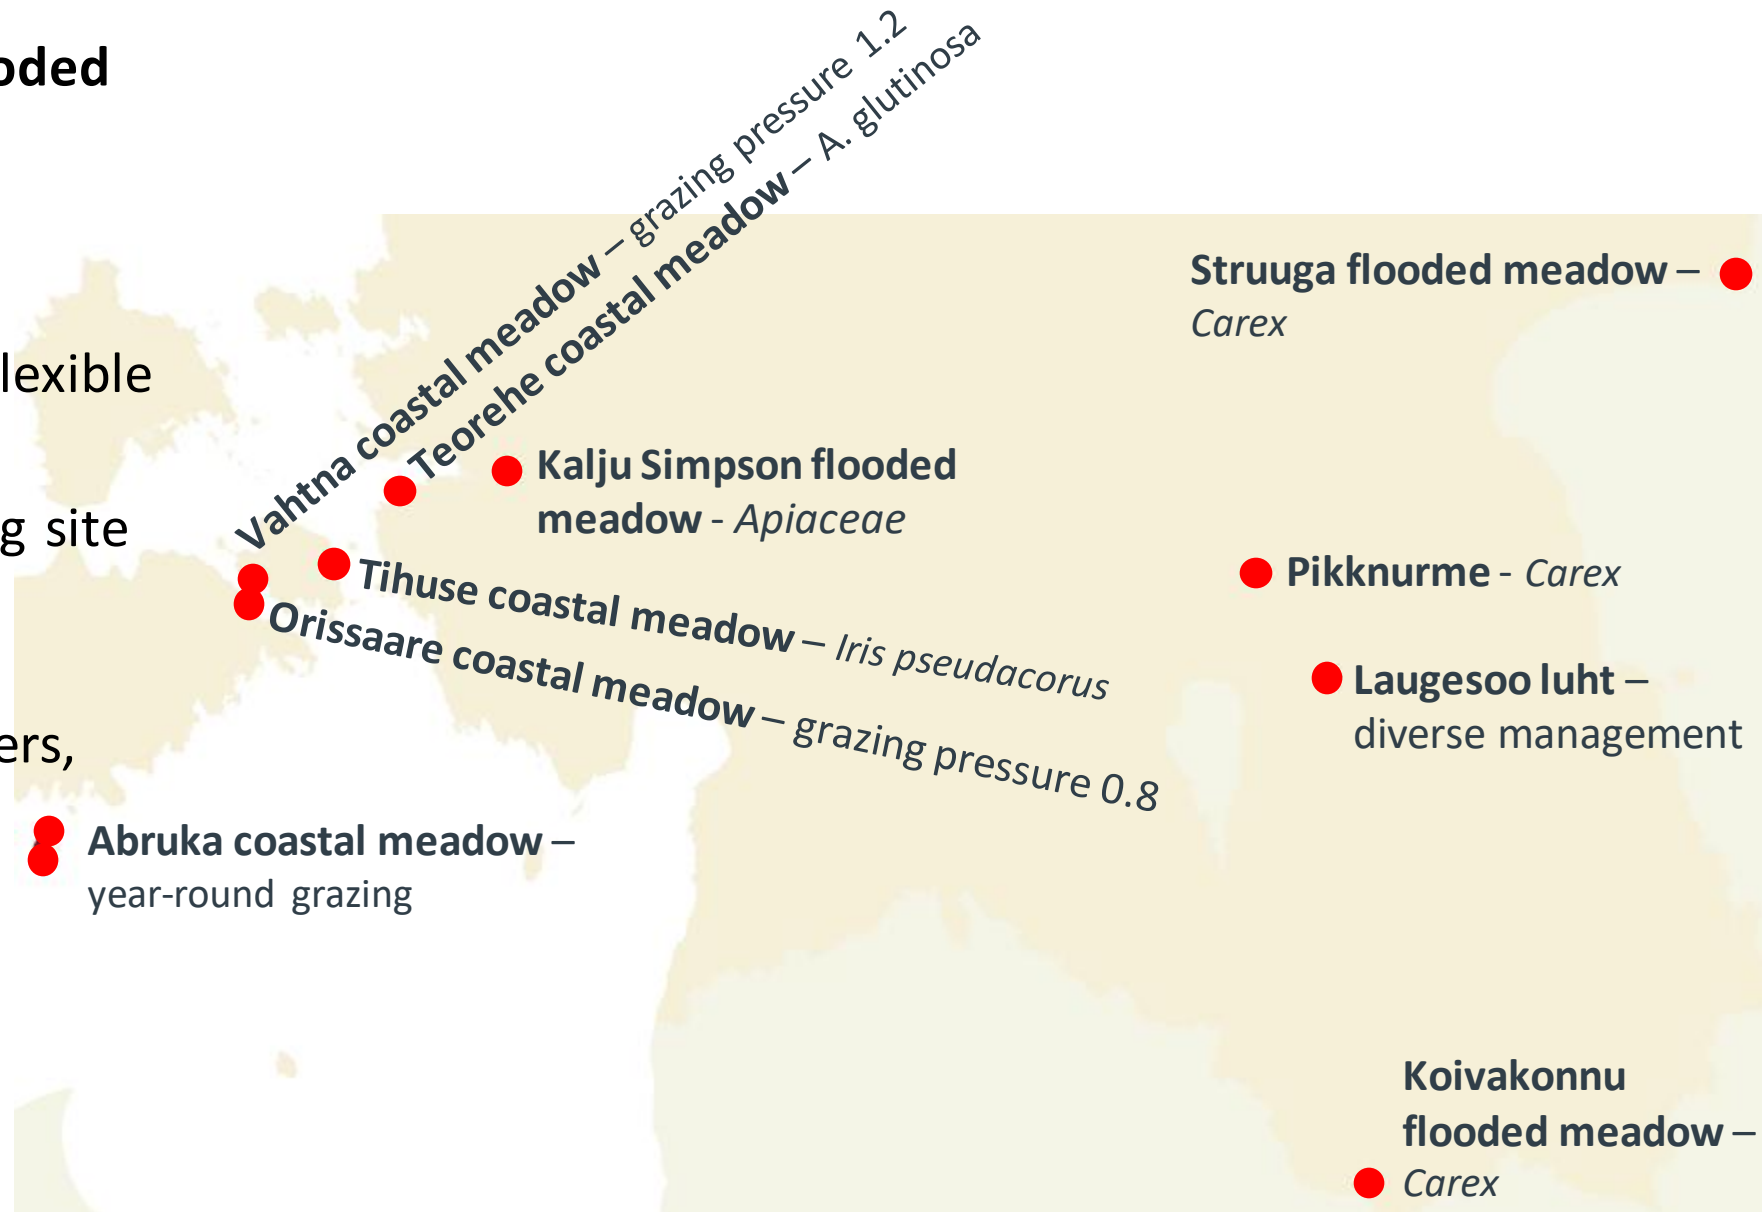 oded
lexible
g site
ers,
Vahtna coastal meadow – grazing pressure 1.2
Teorehe coastal meadow – A. glutinosa
Struuga flooded meadow –
Carex
Kalju Simpson flooded
meadow - Apiaceae
Tihuse coastal meadow – Iris pseudacorus
Orissaare coastal meadow – grazing pressure 0.8
Pikknurme - Carex
Laugesoo luht –
diverse management
Abruka coastal meadow –
year-round grazing
Koivakonnu
flooded meadow –
Carex